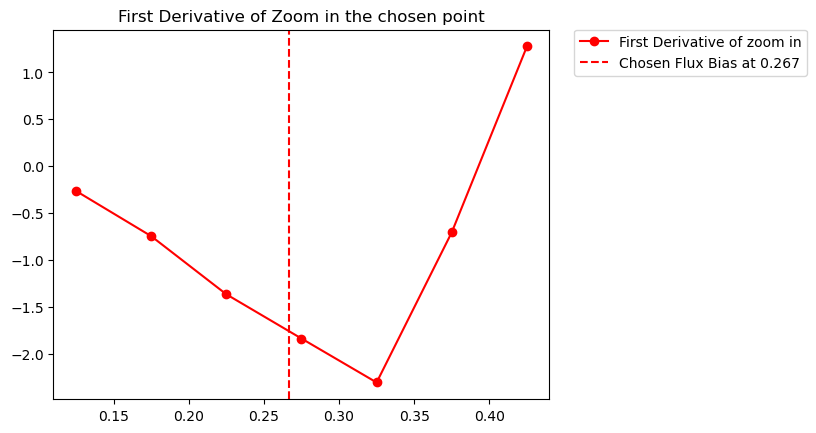 First Derivative of Zoom in the chosen point
First Derivative of zoom in
Chosen Flux Bias at 0.267
1.0
0.5
0.0
−0.5
−1.0
−1.5
−2.0
0.15 0.20 0.25 0.30 0.35 0.40